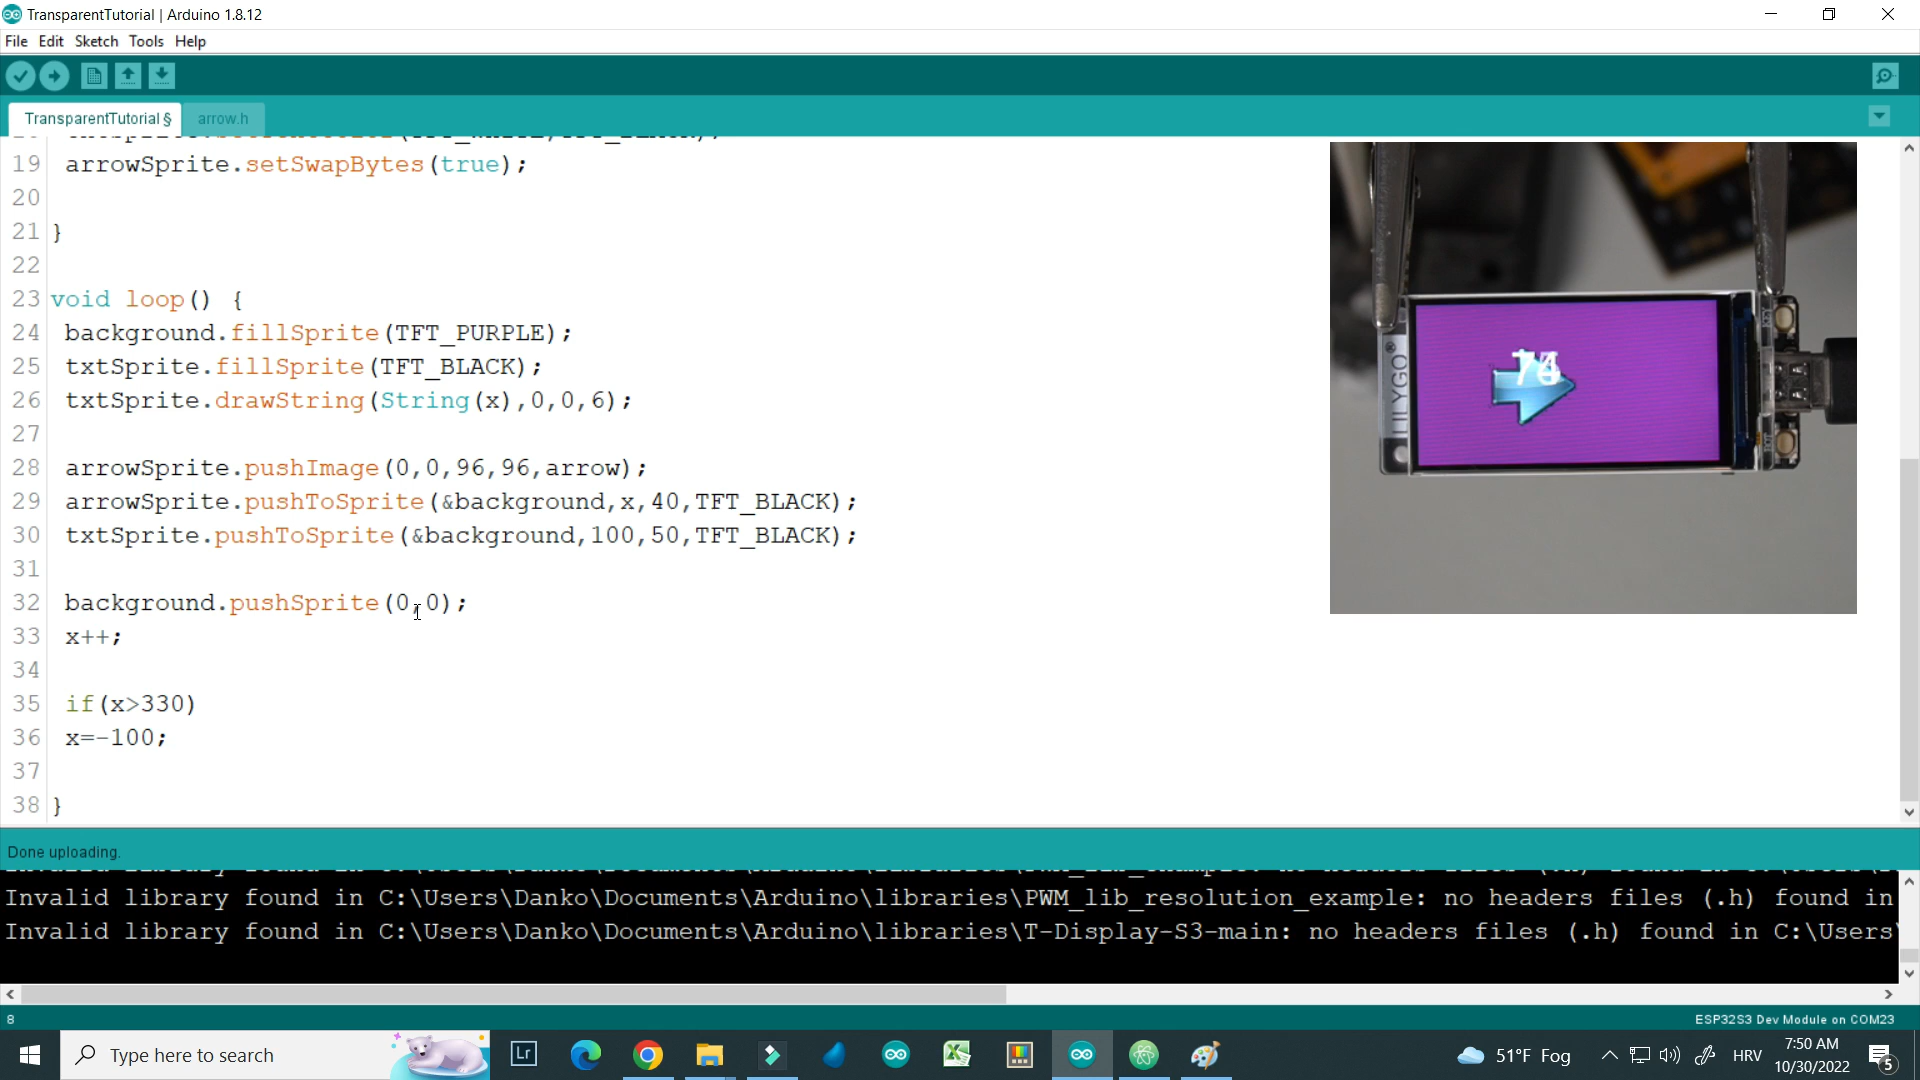 TransparentTutorial | Arduino 1.8.12
File Edit Sketch Tools Help
TransparentTutorial §
arrow.h
19 arrowSprite.setSwapBytes(true);
20
21 }
22
23 void loop() {
24 background.fillSprite(TFT_PURPLE);
25 txtSprite.fillSprite(TFT_BLACK);
26 txtSprite.drawString(String(x),0,0,6);
27
28 arrowSprite.pushImage(0,0,96,96,arrow);
29 arrowSprite.pushToSprite(&background,x,40,TFT_BLACK);
30 txtSprite.pushToSprite(&background,100,50,TFT_BLACK);
31
32 background.pushSprite(0,0);
33 x++;
34
35 if(x>330)
36 x=-100;
37
38 }
LILYGO®
Done uploading.
Invalid library found in C:\Users\Danko\Documents\Arduino\libraries\PWM_lib_resolution_example: no headers files (.h) found in
Invalid library found in C:\Users\Danko\Documents\Arduino\libraries\T-Display-S3-main: no headers files (.h) found in C:\Users\
8
ESP32S3 Dev Module on COM23
Type here to search
Lr
51°F Fog
HRV
7:50 AM
10/30/2022
5